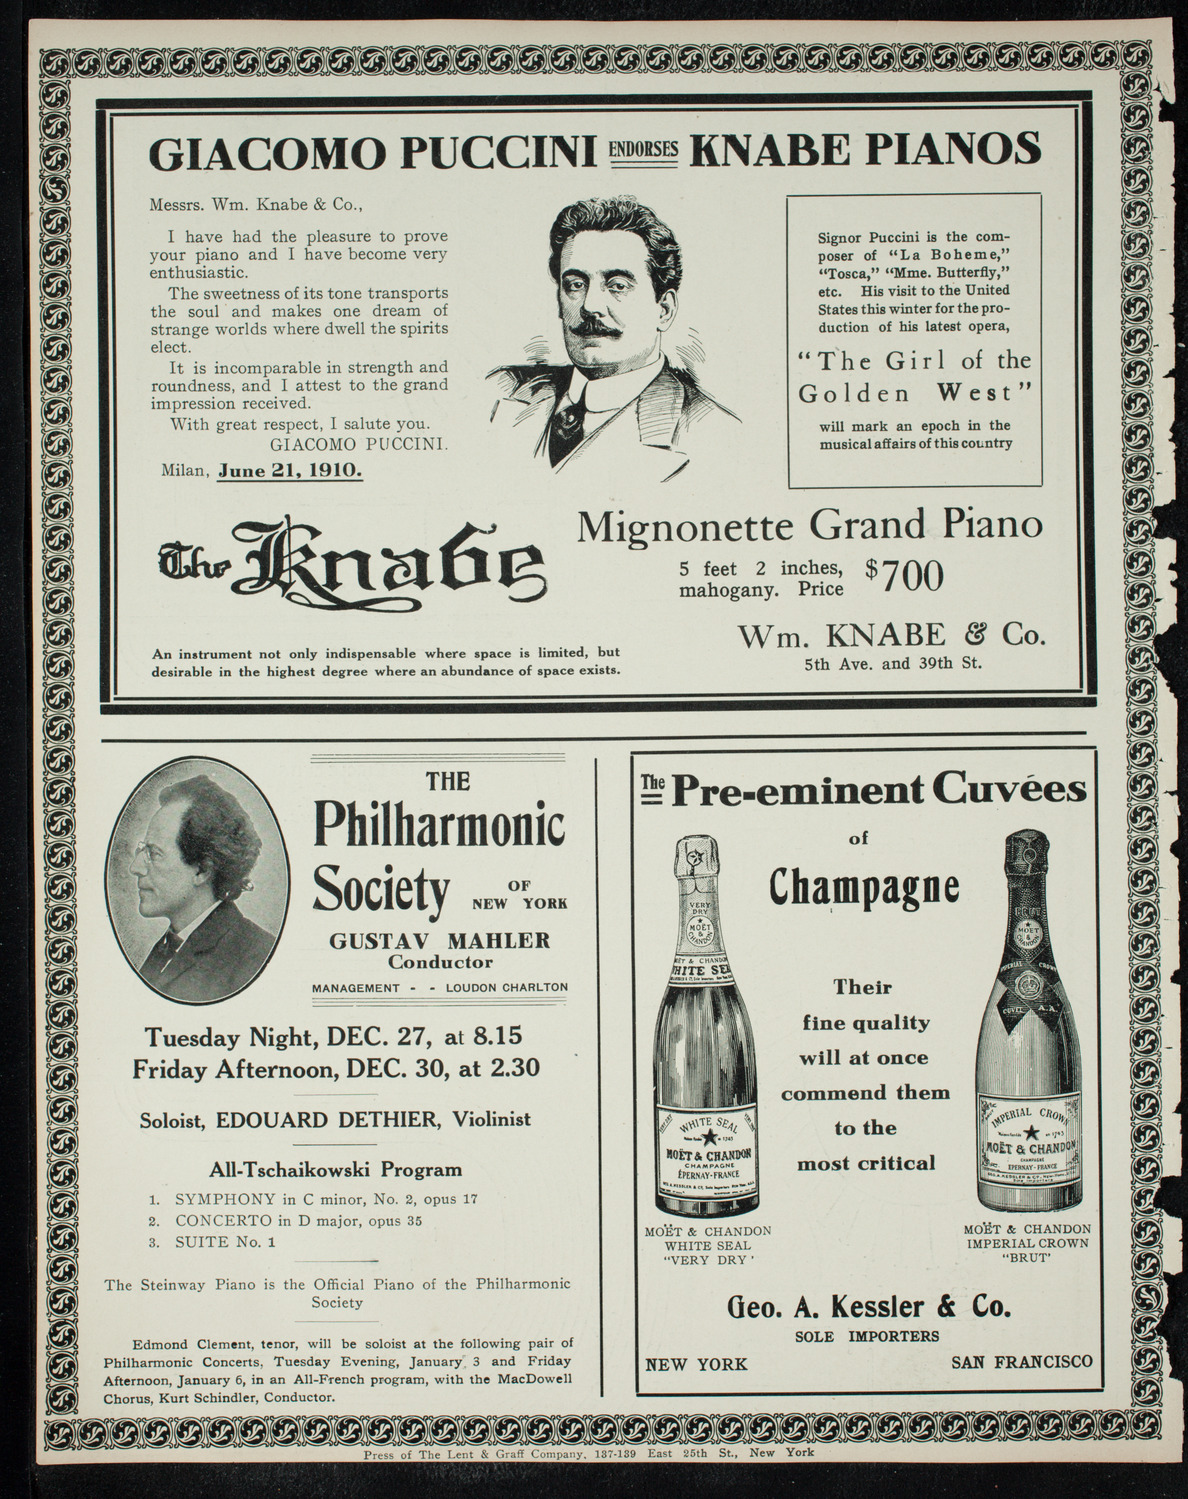 GIACOMO PUCCINI ENDORSES KNABE PIANOS
Messrs. Wm. Knabe & Co.,
I have had the pleasure to prove
your piano and I have become very
enthusiastic.
The sweetness of its tone transports
the soul and makes one dream of
strange worlds where dwell the spirits
elect.
It is incomparable in strength and
roundness, and I attest to the grand
impression received.
With great respect, I salute you.
GIACOMO PUCCINI.
Milan, June 21, 1910.
Signor Puccini is the com-
poser of "La Boheme,"
"Tosca," "Mme. Butterfly,"
etc. His visit to the United
States this winter for the pro-
duction of his latest opera,
"The Girl of the
Golden West"
will mark an epoch in the
musical affairs of this country
The Knabe
Mignonette Grand Piano
5 feet 2 inches,
mahogany. Price $700
Wm. KNABE & Co.
5th Ave. and 39th St.
An instrument not only indispensable where space is limited, but
desirable in the highest degree where an abundance of space exists.
THE
Philharmonic
Society OF
NEW YORK
GUSTAV MAHLER
Conductor
MANAGEMENT - - LOUDON CHARLTON
Tuesday Night, DEC. 27, at 8.15
Friday Afternoon, DEC. 30, at 2.30
Soloist, EDOUARD DETHIER, Violinist
All-Tschaikowski Program
1. SYMPHONY in C minor, No. 2, opus 17
2. CONCERTO in D major, opus 35
3. SUITE No. 1
The Steinway Piano is the Official Piano of the Philharmonic
Society
Edmond Clement, tenor, will be soloist at the following pair of
Philharmonic Concerts, Tuesday Evening, January 3 and Friday
Afternoon, January 6, in an All-French program, with the MacDowell
Chorus, Kurt Schindler, Conductor.
The Pre-eminent Cuvées
of
Champagne
Their
fine quality
will at once
commend them
to the
most critical
VERY
DRY
MOËT
&
CHANDON
WHITE SEAL
MOËT & CHANDON
CHAMPAGNE
ÉPERNAY-FRANCE
MOËT & CHANDON
WHITE SEAL
"VERY DRY'
BRUT
MOËT
&
CHANDON
CUVÉE A.A.
IMPERIAL CROWN
MOËT & CHANDON
CHAMPAGNE
ÉPERNAY-FRANCE
MOËT & CHANDON
IMPERIAL CROWN
"BRUT'
Geo. A. Kessler & Co.
SOLE IMPORTERS
NEW YORK SAN FRANCISCO
Press of The Lent & Graff Company, 137-139 East 25th St., New York